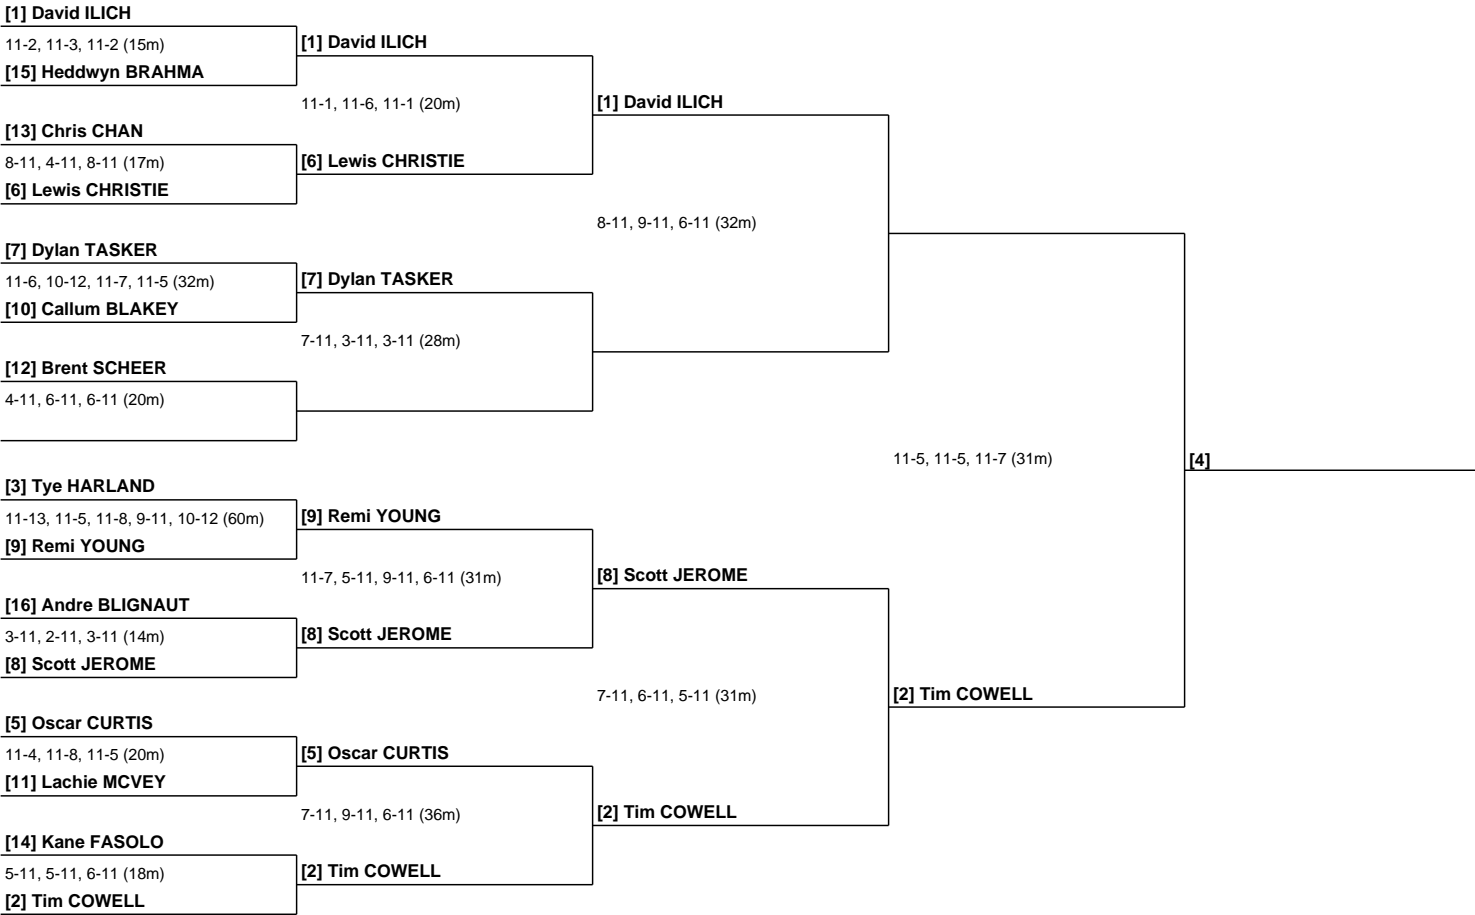 [1] David ILICH
11-2, 11-3, 11-2 (15m)
[15] Heddwyn BRAHMA
[13] Chris CHAN
8-11, 4-11, 8-11 (17m)
[6] Lewis CHRISTIE
[7] Dylan TASKER
11-6, 10-12, 11-7, 11-5 (32m)
[10] Callum BLAKEY
[12] Brent SCHEER
4-11, 6-11, 6-11 (20m)
[3] Tye HARLAND
11-13, 11-5, 11-8, 9-11, 10-12 (60m)
[9] Remi YOUNG
[16] Andre BLIGNAUT
3-11, 2-11, 3-11 (14m)
[8] Scott JEROME
[5] Oscar CURTIS
11-4, 11-8, 11-5 (20m)
[11] Lachie MCVEY
[14] Kane FASOLO
5-11, 5-11, 6-11 (18m)
[2] Tim COWELL
[1] David ILICH
11-1, 11-6, 11-1 (20m)
[6] Lewis CHRISTIE
[7] Dylan TASKER
7-11, 3-11, 3-11 (28m)
[9] Remi YOUNG
11-7, 5-11, 9-11, 6-11 (31m)
[8] Scott JEROME
[5] Oscar CURTIS
7-11, 9-11, 6-11 (36m)
[2] Tim COWELL
[1] David ILICH
8-11, 9-11, 6-11 (32m)
[8] Scott JEROME
7-11, 6-11, 5-11 (31m)
[2] Tim COWELL
11-5, 11-5, 11-7 (31m)
[2] Tim COWELL
[4]